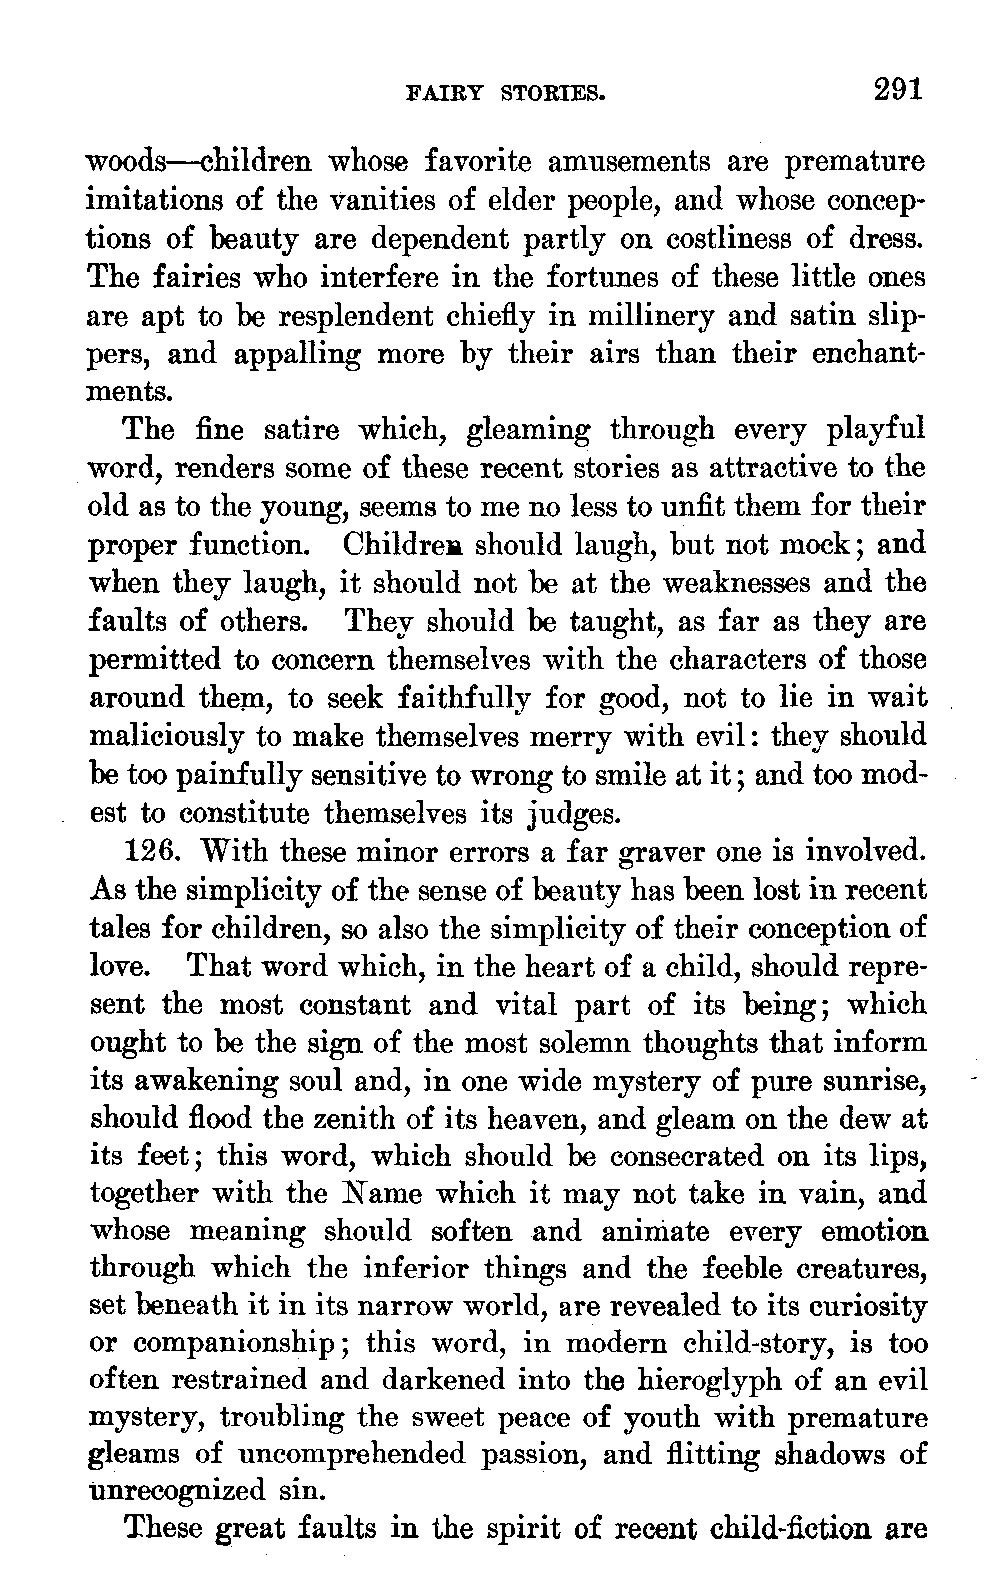 FAIRY STORIES. 291
woods—children whose favorite amusements are premature
imitations of the vanities of elder people, and whose concep-
tions of beauty are dependent partly on costliness of dress.
The fairies who interfere in the fortunes of these little ones
are apt to be resplendent chiefly in millinery and satin slip-
pers, and appalling more by their airs than their enchant-
ments.
The fine satire which, gleaming through every playful
word, renders some of these recent stories as attractive to the
old as to the young, seems to me no less to unfit them for their
proper function. Children should laugh, but not mock; and
when they laugh, it should not be at the weaknesses and the
faults of others. They should be taught, as far as they are
permitted to concern themselves with the characters of those
around them, to seek faithfully for good, not to lie in wait
maliciously to make themselves merry with evil: they should
be too painfully sensitive to wrong to smile at it; and too mod-
est to constitute themselves its judges.
126. With these minor errors a far graver one is involved.
As the simplicity of the sense of beauty has been lost in recent
tales for children, so also the simplicity of their conception of
love. That word which, in the heart of a child, should repre-
sent the most constant and vital part of its being; which
ought to be the sign of the most solemn thoughts that inform
its awakening soul and, in one wide mystery of pure sunrise,
should flood the zenith of its heaven, and gleam on the dew at
its feet; this word, which should be consecrated on its lips,
together with the Name which it may not take in vain, and
whose meaning should soften and animate every emotion
through which the inferior things and the feeble creatures,
set beneath it in its narrow world, are revealed to its curiosity
or companionship; this word, in modern child-story, is too
often restrained and darkened into the hieroglyph of an evil
mystery, troubling the sweet peace of youth with premature
gleams of uncomprehended passion, and flitting shadows of
unrecognized sin.
These great faults in the spirit of recent child-fiction are